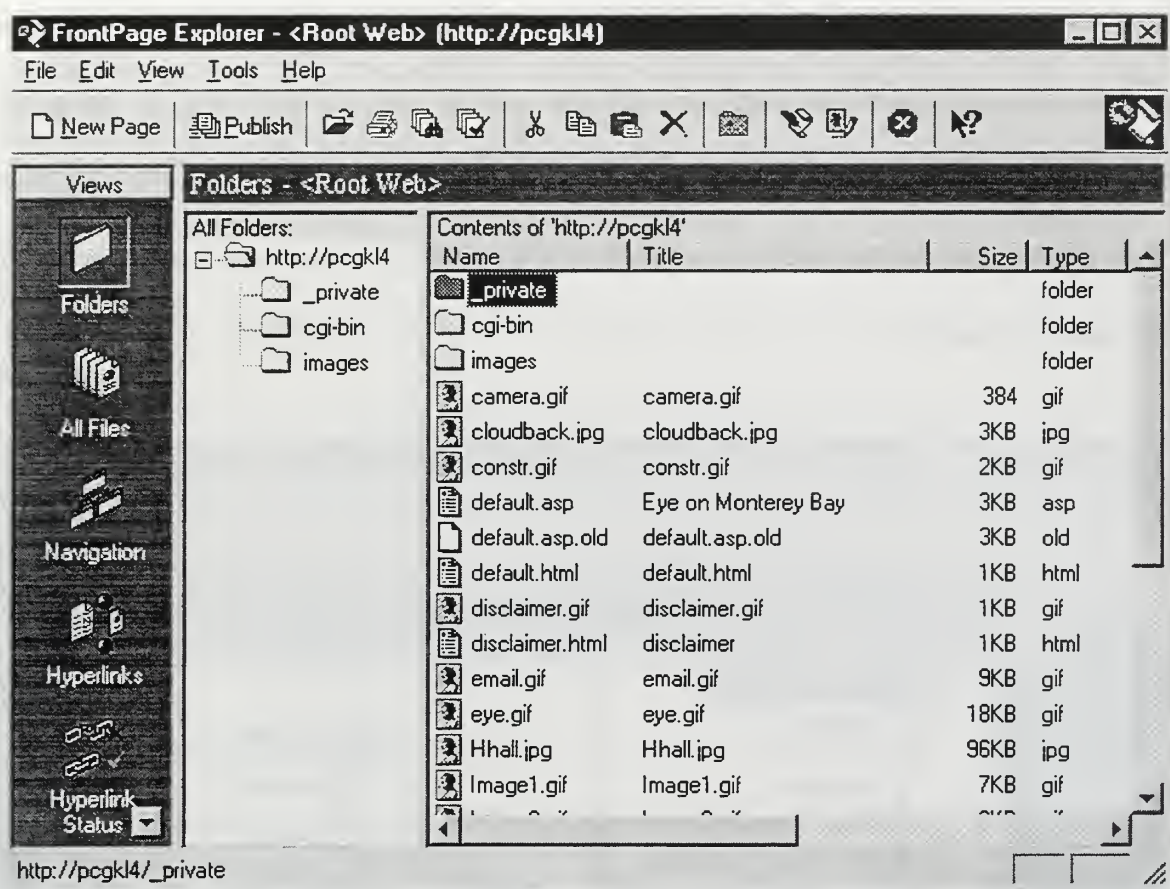 FrontPage Explorer - <Root Web> (http://pcgkl4)
File Edit View Tools Help
New Page Publish
Views
Folders
All Files
Navigation
Hyperlinks
Hyperlink
Status
Folders - <Root Web>
All Folders:
http://pcgkl4
_private
cgi-bin
images
Contents of 'http://pcgkl4'
Name Title Size Type
_private folder
cgi-bin folder
images folder
camera.gif camera.gif 384 gif
cloudback.jpg cloudback.jpg 3KB jpg
constr.gif constr.gif 2KB gif
default.asp Eye on Monterey Bay 3KB asp
default.asp.old default.asp.old 3KB old
default.html default.html 1KB html
disclaimer.gif disclaimer.gif 1KB gif
disclaimer.html disclaimer 1KB html
email.gif email.gif 9KB gif
eye.gif eye.gif 18KB gif
Hhall.jpg Hhall.jpg 96KB jpg
Image1.gif Image1.gif 7KB gif
http://pcgkl4/_private